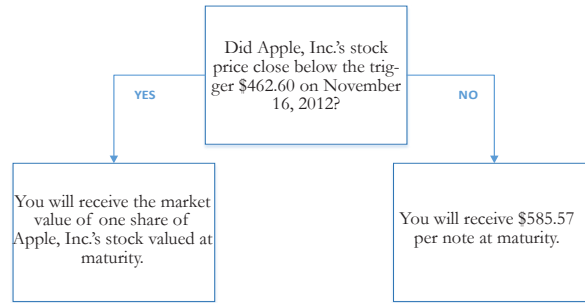 Did Apple, Inc.'s stock
price close below the trig-
ger $462.60 on November
16, 2012?
YES
NO
You will receive the market
value of one share of
Apple, Inc.'s stock valued at
maturity.
You will receive $585.57
per note at maturity.